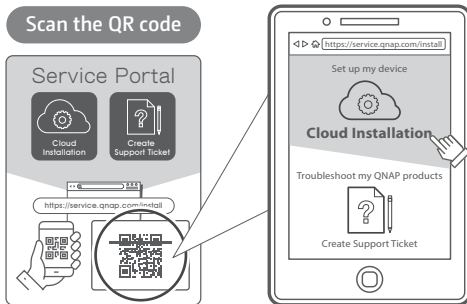 Scan the QR code
Service Portal
Cloud
Installation
Create
Support Ticket
https://service.qnap.com/install
https://service.qnap.com/install
Set up my device
Cloud Installation
Troubleshoot my QNAP products
Create Support Ticket